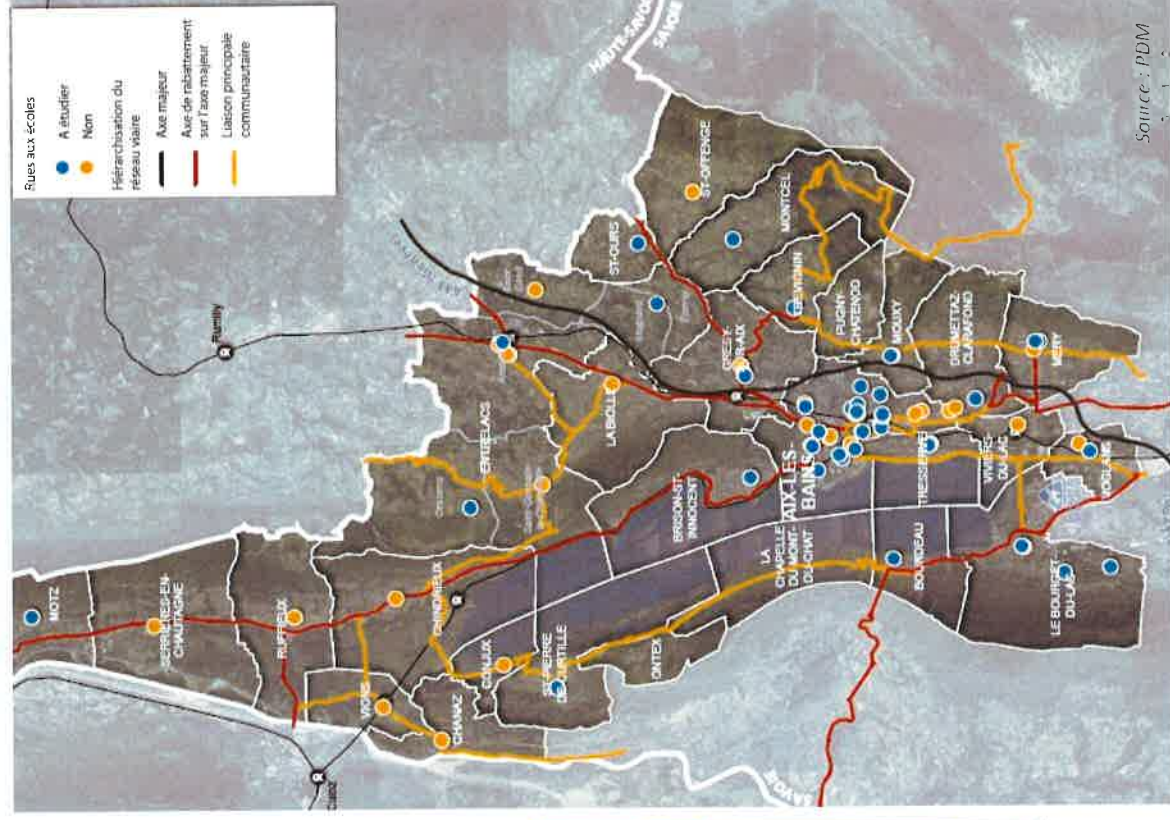 Rues aux écoles
A étudier
Non
Hiérarchisation du
réseau viaire
Axe majeur
Axe de rabattement
sur l'axe majeur
Liaison principale
communautaire
HAUTE-SAVOIE
SAVOIE
Rumilly
MOTZ
SERRIERES-EN-
CHAUTAGNE
RUFFIEUX
VIONS
CHANAZ
CHINDRIEUX
CONJUX
ST-PIERRE
DE-CURTILLE
ONTEX
ENTRELACS
LA BIOLLE
BRISON-ST-
INNOCENT
GRESY-
SUR-AIX
ST-OURS
ST-OFFENGE
MONTCEL
TREVIGNIN
PUGNY
CHATENOD
MOUXY
AIX-LES-
BAINS
LA
CHAPELLE
DU MONT-
DU-CHAT
BOURDEAU
TRESSERVE
DRUMETTAZ
CLARAFOND
VIVIERS-
DU-LAC
MERY
VOGLANS
LE BOURGET-
DU-LAC
SAVOIE
Source : PDM